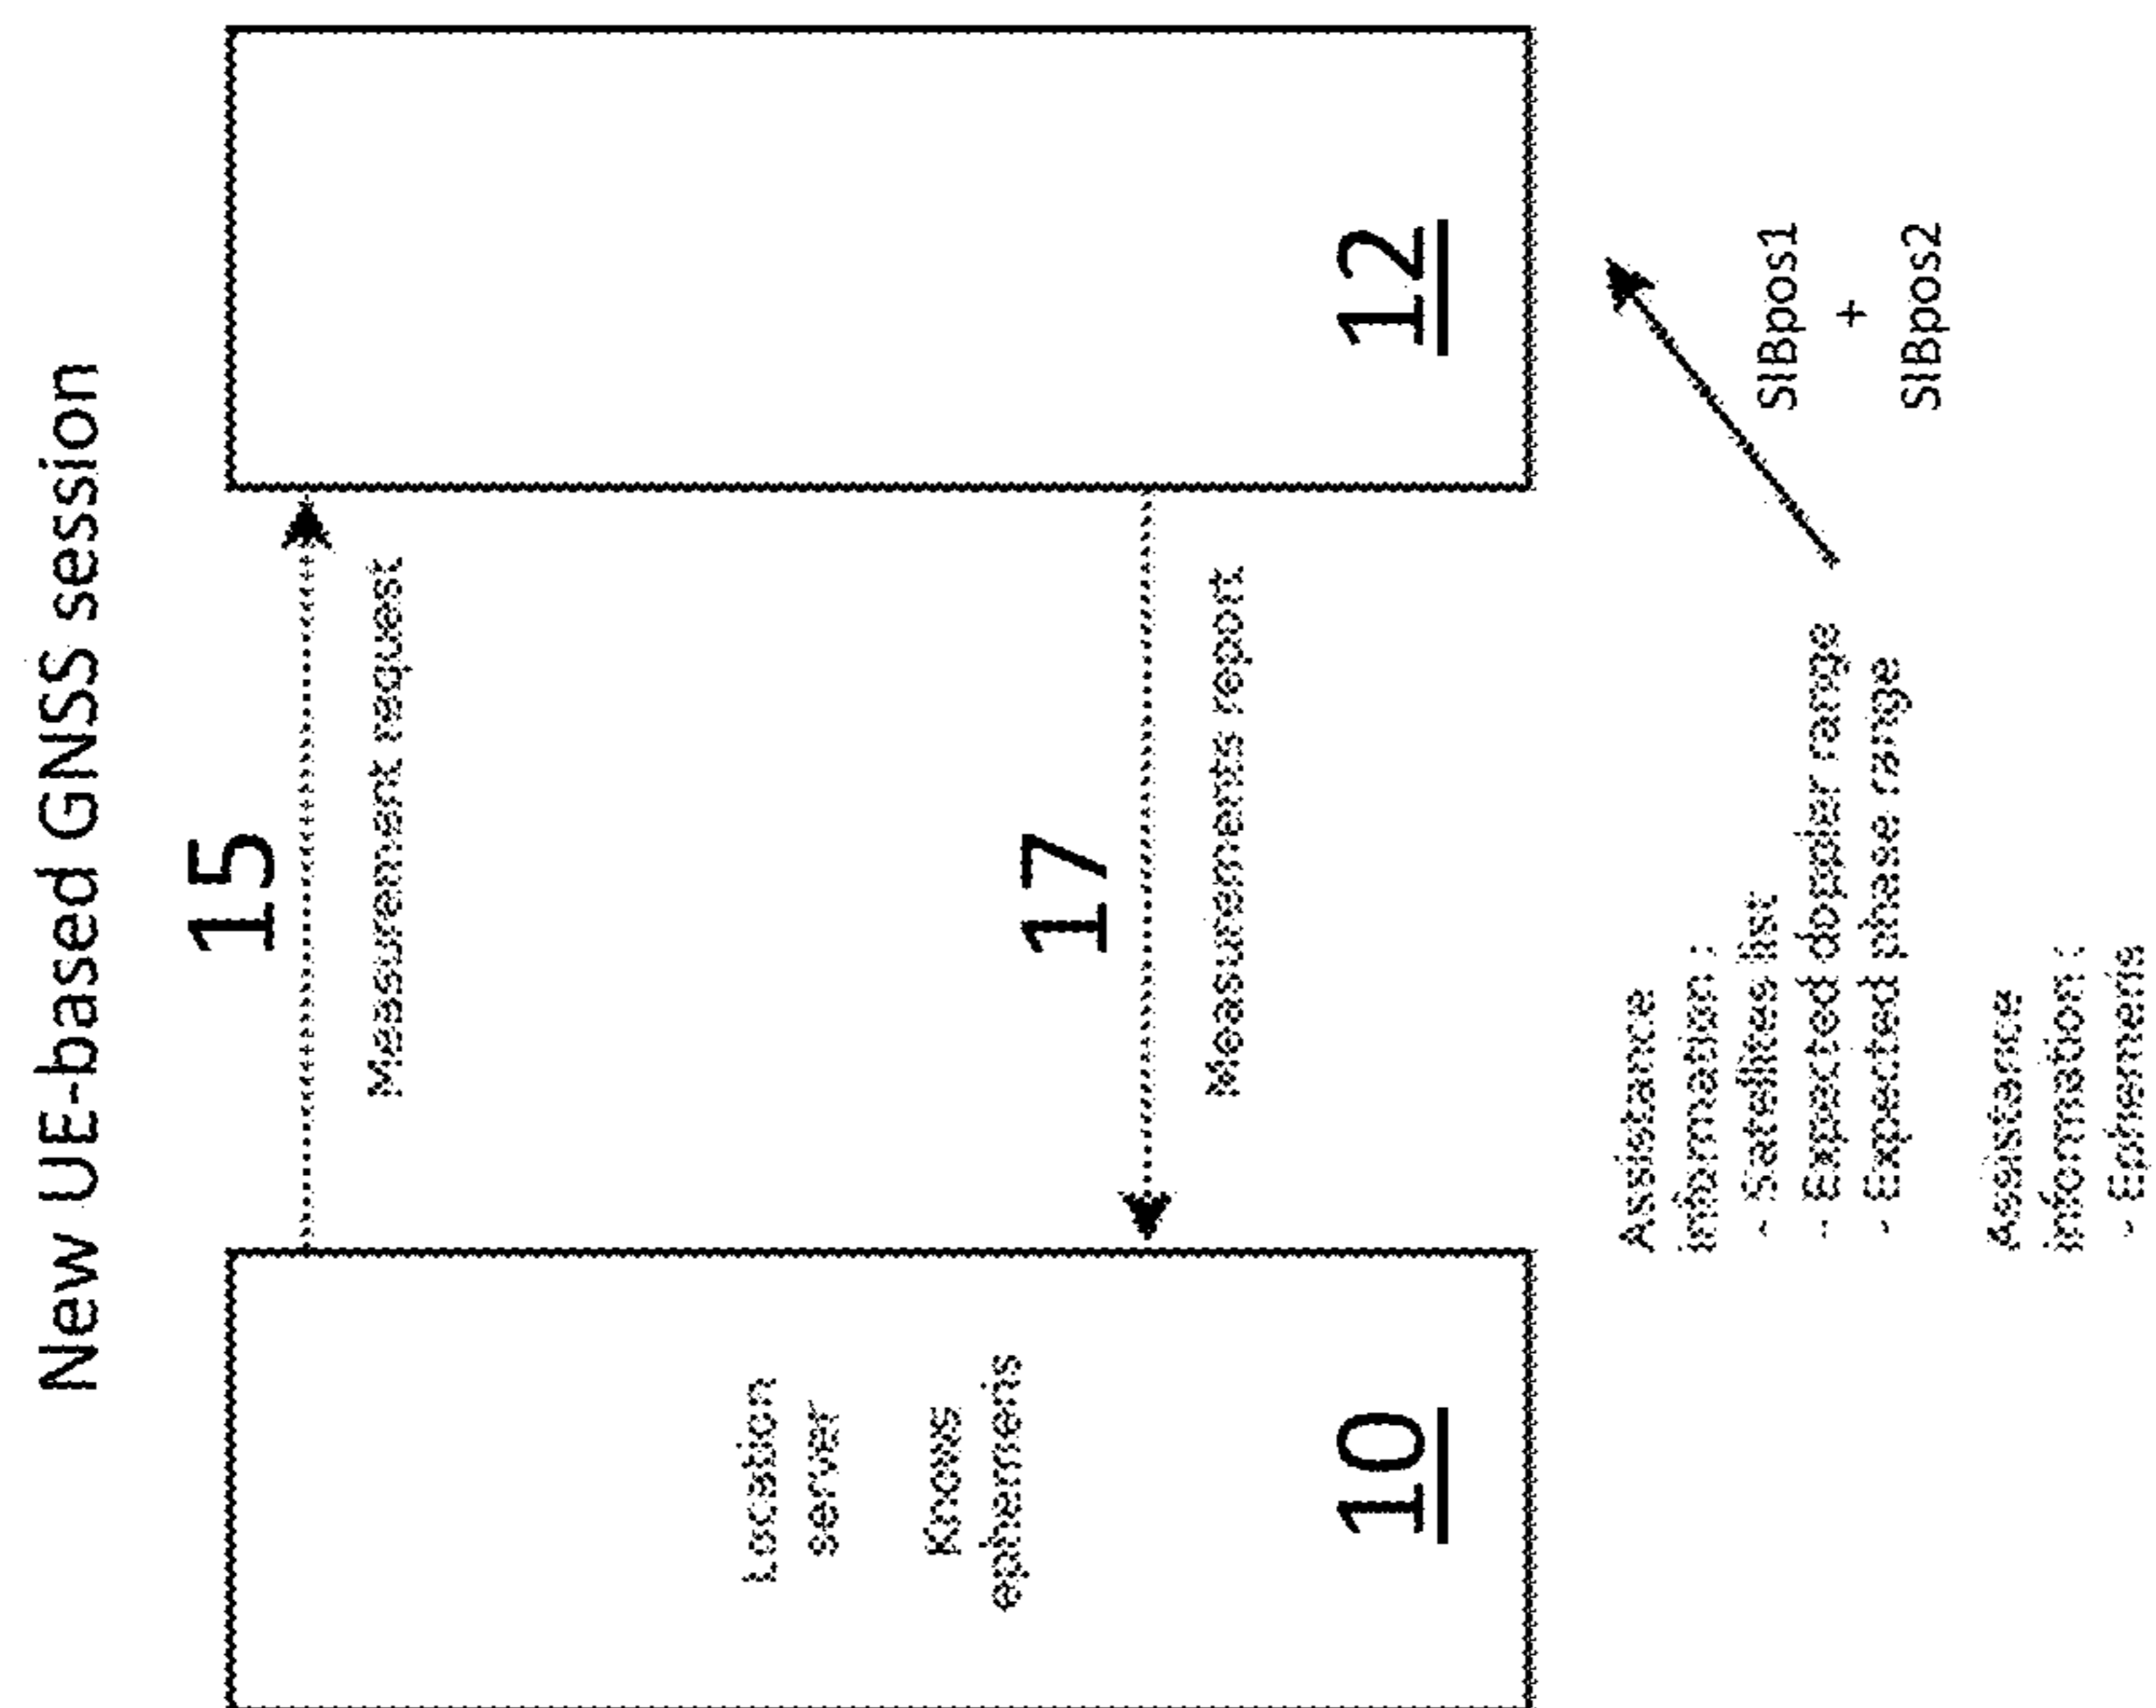 New UE-based GNSS session
15
Measurement request
17
Measurements report
Location
server
Knows
ephemeris
10
12
Assistance
information :
- Satellites list
- Expected doppler range
- Expected phase range
Assistance
information :
- Ephemeris
SIBpos1
+
SIBpos2